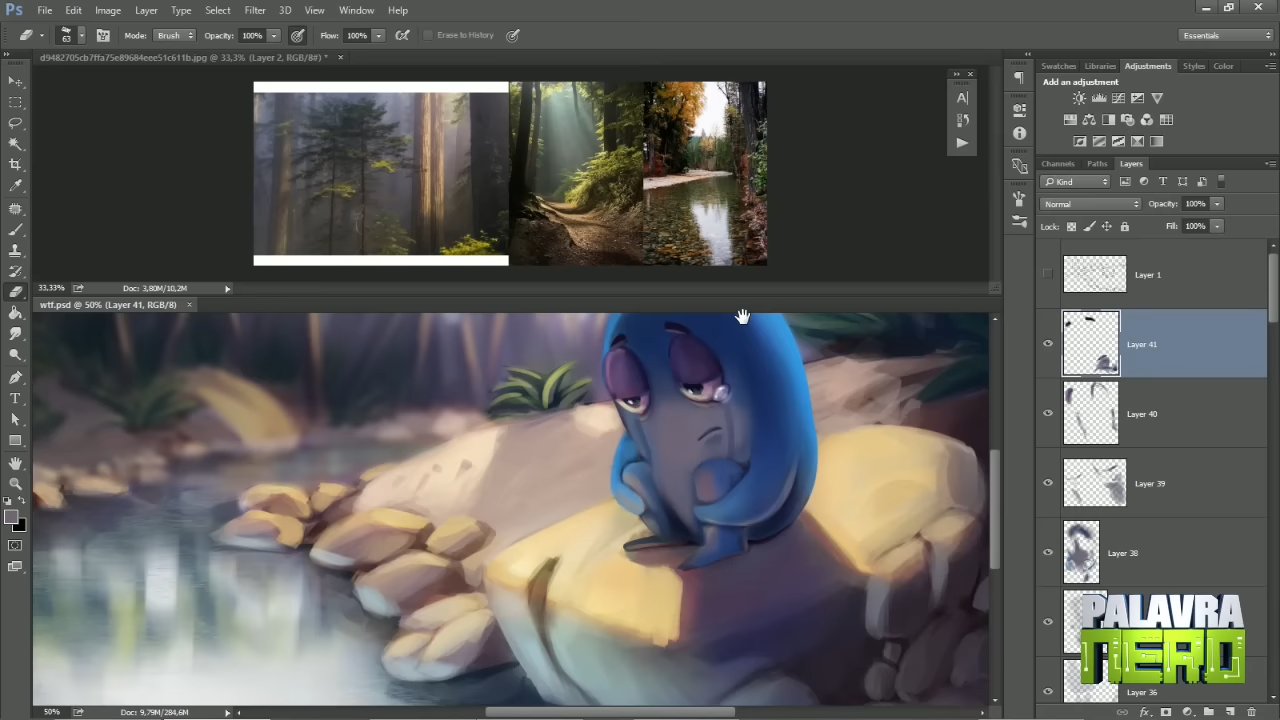 Ps File Edit Image Layer Type Select Filter 3D View Window Help
63 Mode: Brush Opacity: 100% Flow: 100% Erase to History Essentials
d9482705cb7ffa75e89684eee51c611b.jpg @ 33,3% (Layer 2, RGB/8#) * ×
Swatches Libraries Adjustments Styles Color
Add an adjustment
Channels Paths Layers
Kind
Normal Opacity: 100%
Lock: Fill: 100%
Layer 1
33,33% Doc: 3,80M/10,2M
wtf.psd @ 50% (Layer 41, RGB/8) ×
Layer 41
Layer 40
Layer 39
Layer 38
PALAVRA
NERD
Layer 36
50% Doc: 9,79M/284,6M